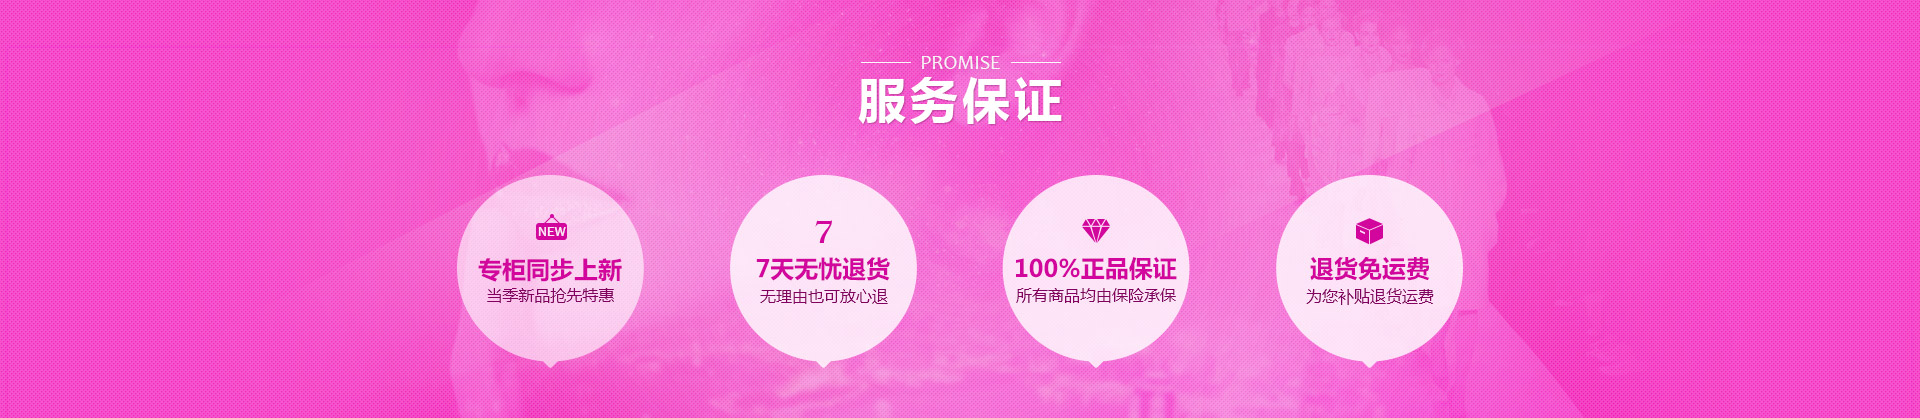 PROMISE
服务保证
NEW
专柜同步上新
当季新品抢先特惠
7
7天无忧退货
无理由也可放心退
100%正品保证
所有商品均由保险承保
退货免运费
为您补贴退货运费